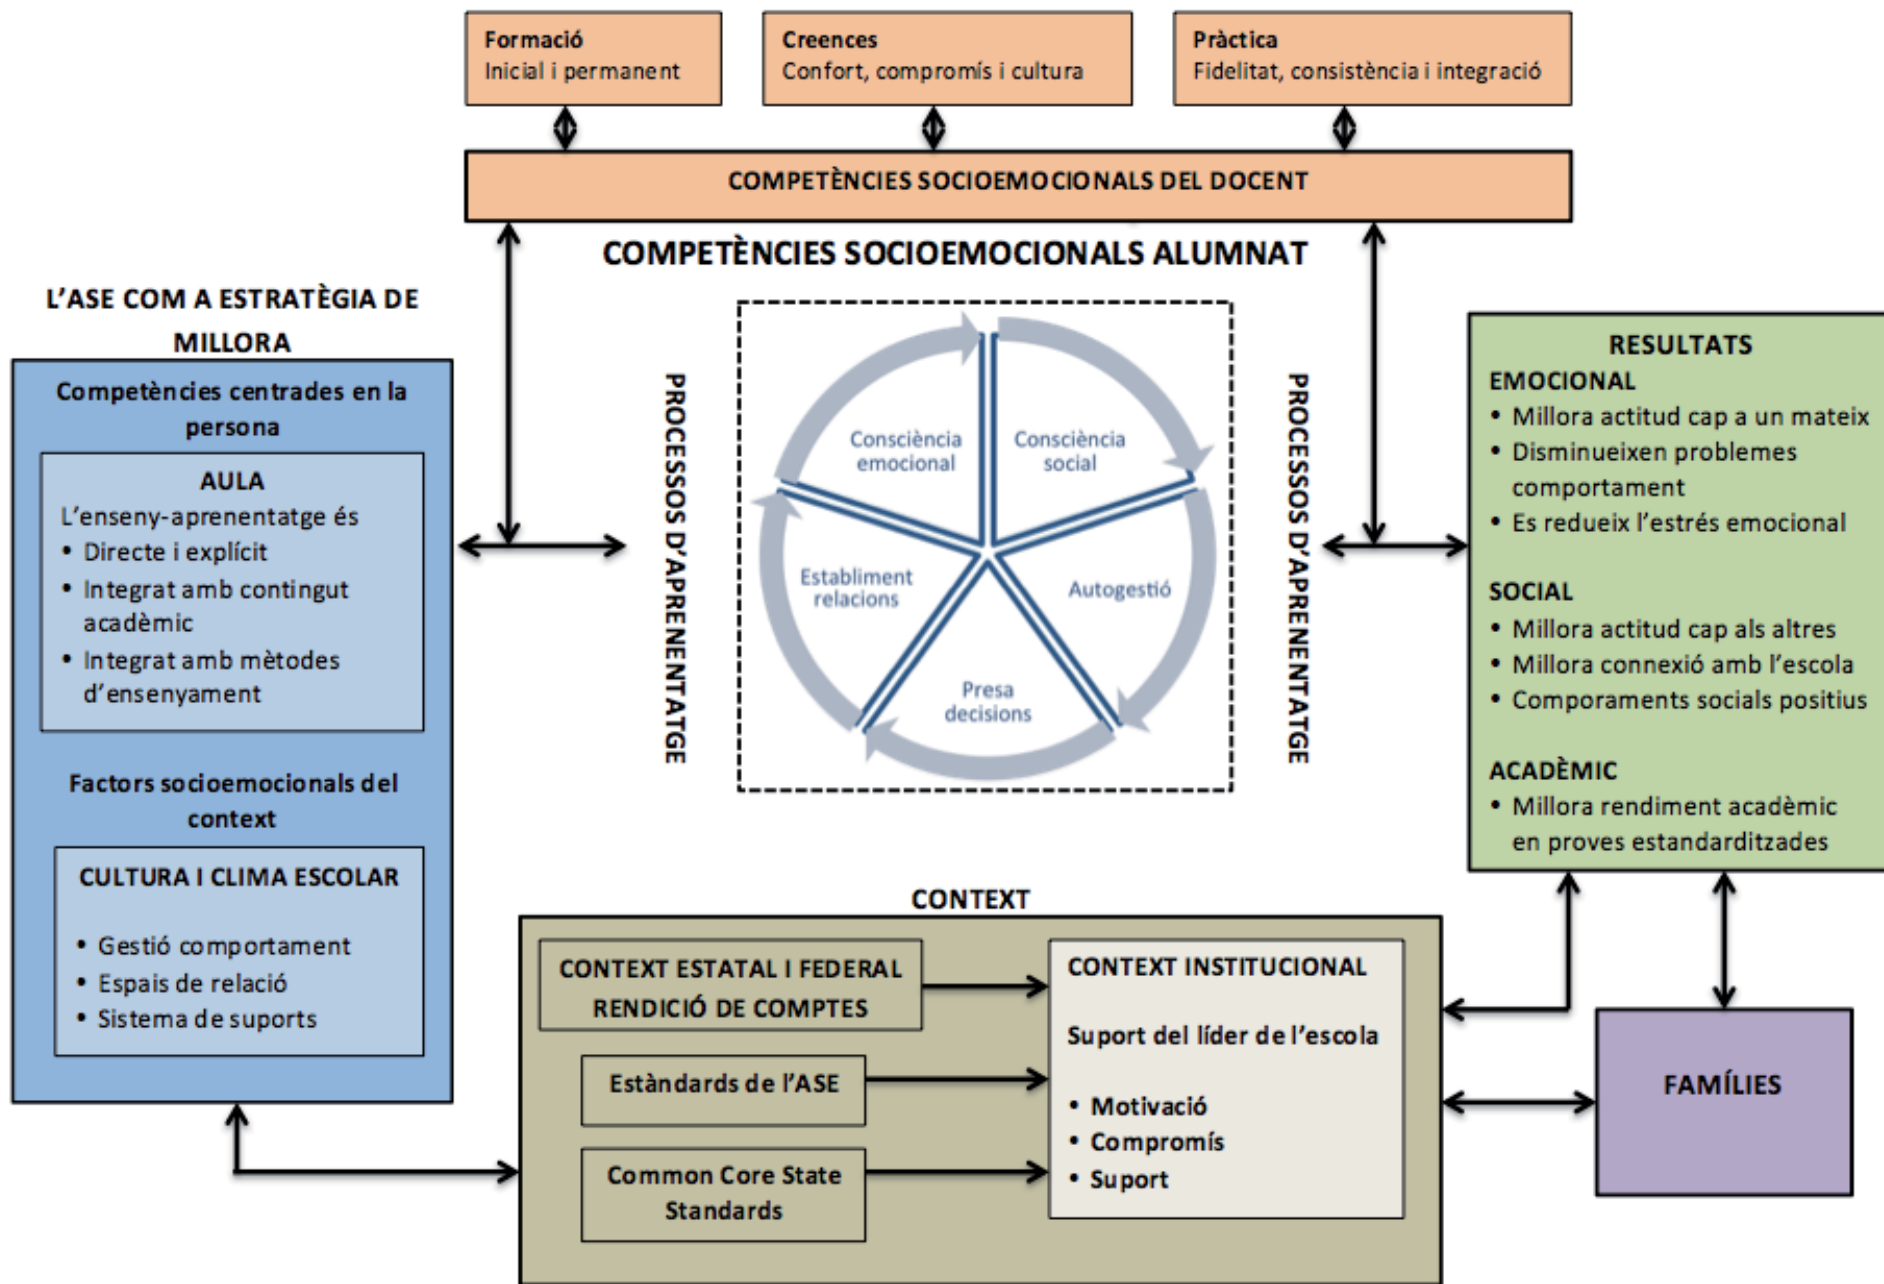 Formació
Inicial i permanent
Creences
Confort, compromís i cultura
Pràctica
Fidelitat, consistència i integració
COMPETÈNCIES SOCIOEMOCIONALS DEL DOCENT
COMPETÈNCIES SOCIOEMOCIONALS ALUMNAT
L'ASE COM A ESTRATÈGIA DE
MILLORA
Competències centrades en la
persona
AULA
L'enseny-aprenentatge és
• Directe i explícit
• Integrat amb contingut
acadèmic
• Integrat amb mètodes
d'ensenyament
Factors socioemocionals del
context
CULTURA I CLIMA ESCOLAR
• Gestió comportament
• Espais de relació
• Sistema de suports
PROCESSOS D'APRENENTATGE
Consciència
emocional
Consciència
social
Establiment
relacions
Autogestió
Presa
decisions
PROCESSOS D'APRENENTATGE
RESULTATS
EMOCIONAL
• Millora actitud cap a un mateix
• Disminueixen problemes
comportament
• Es redueix l'estrés emocional
SOCIAL
• Millora actitud cap als altres
• Millora connexió amb l'escola
• Comporaments socials positius
ACADÈMIC
• Millora rendiment acadèmic
en proves estandarditzades
CONTEXT
CONTEXT ESTATAL I FEDERAL
RENDICIÓ DE COMPTES
Estàndards de l'ASE
Common Core State
Standards
CONTEXT INSTITUCIONAL
Suport del líder de l'escola
• Motivació
• Compromís
• Suport
FAMÍLIES